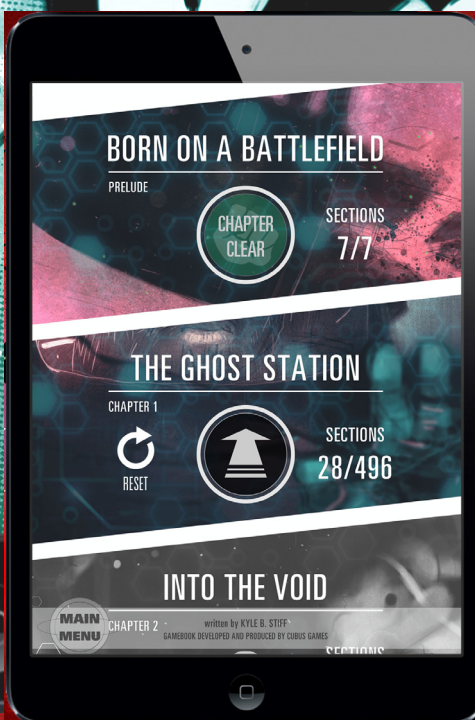 BORN ON A BATTLEFIELD
PRELUDE
CHAPTER
CLEAR
SECTIONS
7/7
THE GHOST STATION
CHAPTER 1
RESET
SECTIONS
28/496
INTO THE VOID
MAIN
MENU
CHAPTER 2
written by KYLE B. STIFF
GAMEBOOK DEVELOPED AND PRODUCED BY CUBUS GAMES
SECTIONS